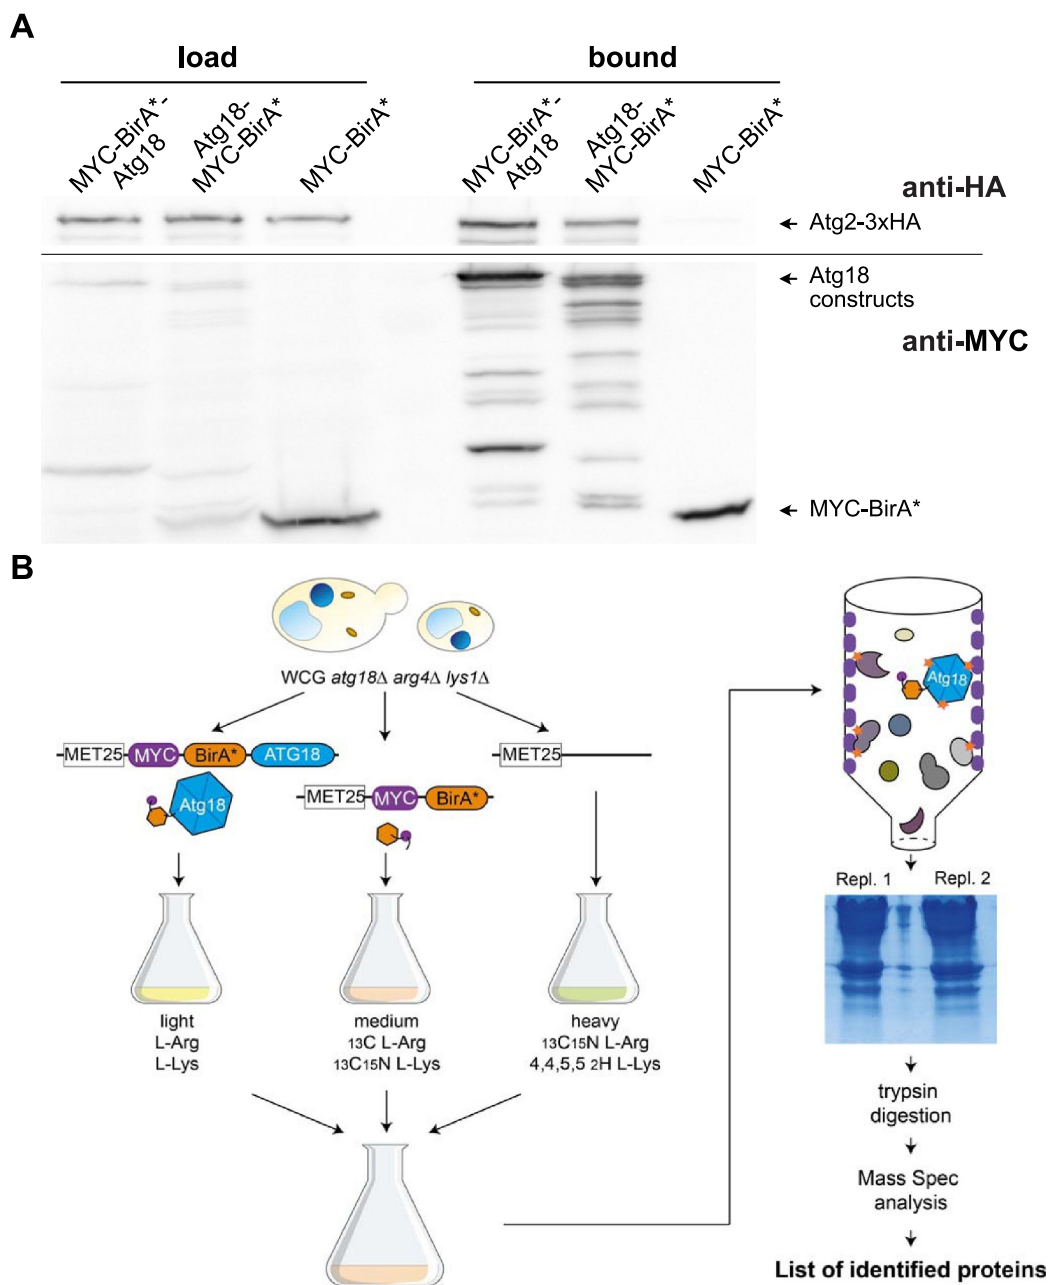 A
load
bound
MYC-BirA*-
Atg18
Atg18-
MYC-BirA*
MYC-BirA*
MYC-BirA*-
Atg18
Atg18-
MYC-BirA*
MYC-BirA*
anti-HA
Atg2-3xHA
Atg18
constructs
anti-MYC
MYC-BirA*
B
WCG atg18Δ arg4Δ lys1Δ
MET25 MYC BirA* ATG18
MET25
Atg18
MET25 MYC BirA*
Atg18
light
L-Arg
L-Lys
medium
13C L-Arg
13C15N L-Lys
heavy
13C15N L-Arg
4,4,5,5 2H L-Lys
Repl. 1
Repl. 2
trypsin
digestion
Mass Spec
analysis
List of identified proteins